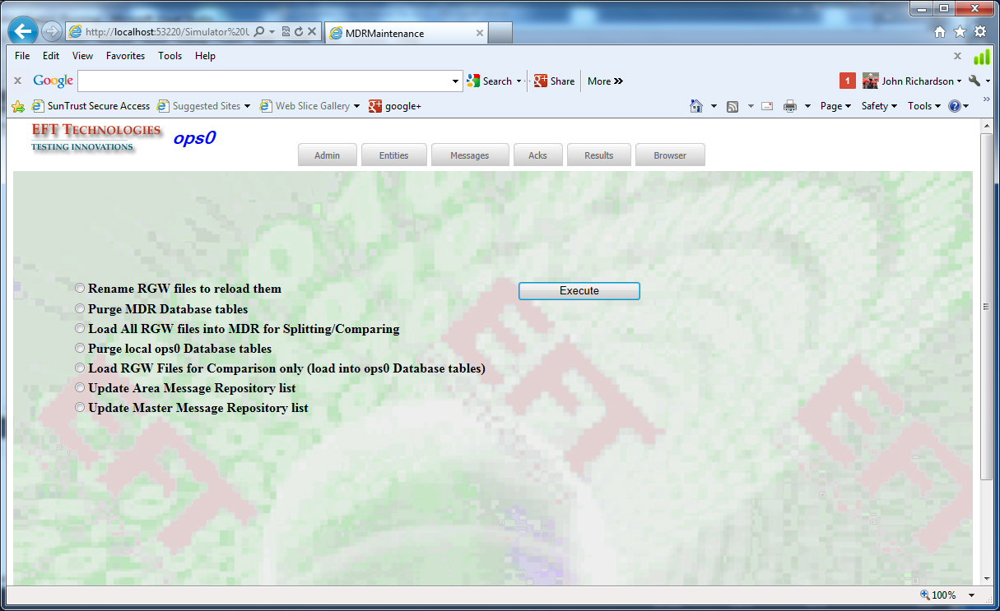 http://localhost:53220/Simulator%20U
MDRMaintenance
File Edit View Favorites Tools Help
Google Search Share More 1 John Richardson
SunTrust Secure Access Suggested Sites Web Slice Gallery google+ Page Safety Tools
EFT TECHNOLOGIES
TESTING INNOVATIONS
ops0
Admin Entities Messages Acks Results Browser
Rename RGW files to reload them
Execute
Purge MDR Database tables
Load All RGW files into MDR for Splitting/Comparing
Purge local ops0 Database tables
Load RGW Files for Comparison only (load into ops0 Database tables)
Update Area Message Repository list
Update Master Message Repository list
EFT
EFT
EFT
100%